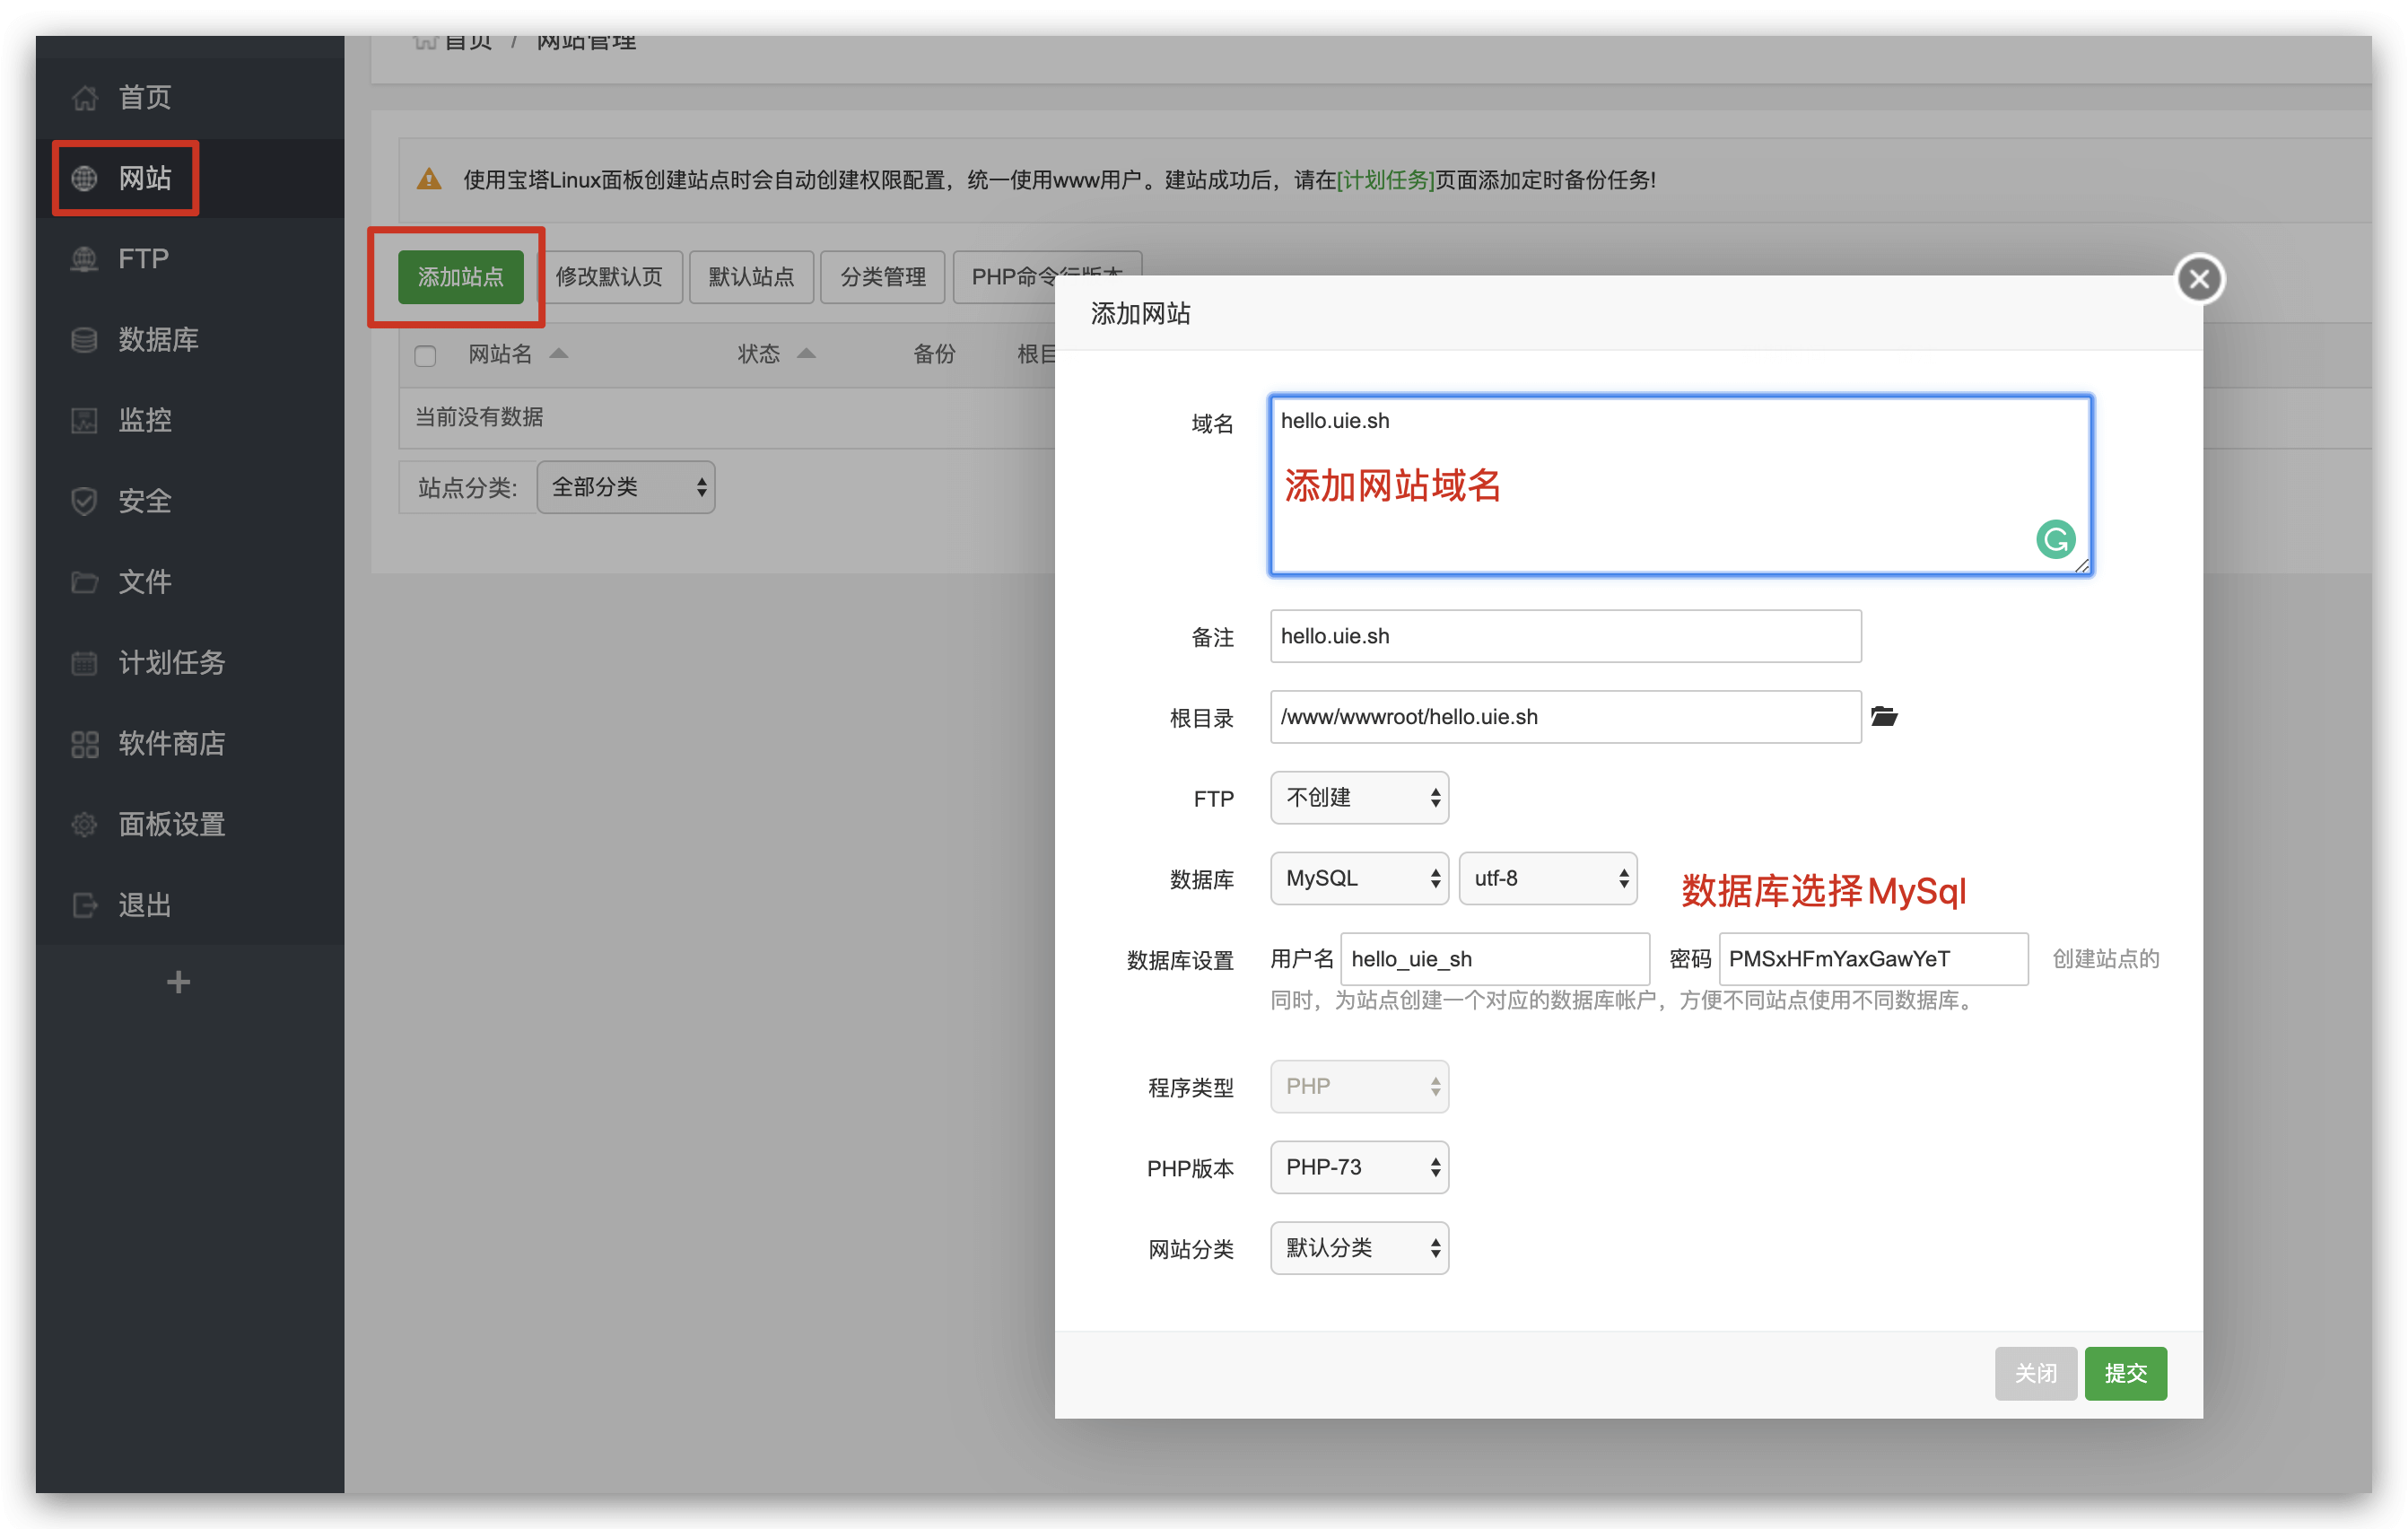 首页 / 网站管理
首页
网站
FTP
数据库
监控
安全
文件
计划任务
软件商店
面板设置
退出
+
使用宝塔Linux面板创建站点时会自动创建权限配置，统一使用www用户。建站成功后，请在[计划任务]页面添加定时备份任务!
添加站点 修改默认页 默认站点 分类管理 PHP命令行版本
网站名 状态 备份 根目
当前没有数据
站点分类: 全部分类
添加网站
域名 hello.uie.sh
添加网站域名
备注 hello.uie.sh
根目录 /www/wwwroot/hello.uie.sh
FTP 不创建
数据库 MySQL utf-8 数据库选择MySql
数据库设置 用户名 hello_uie_sh 密码 PMSxHFmYaxGawYeT 创建站点的
同时，为站点创建一个对应的数据库帐户，方便不同站点使用不同数据库。
程序类型 PHP
PHP版本 PHP-73
网站分类 默认分类
关闭 提交